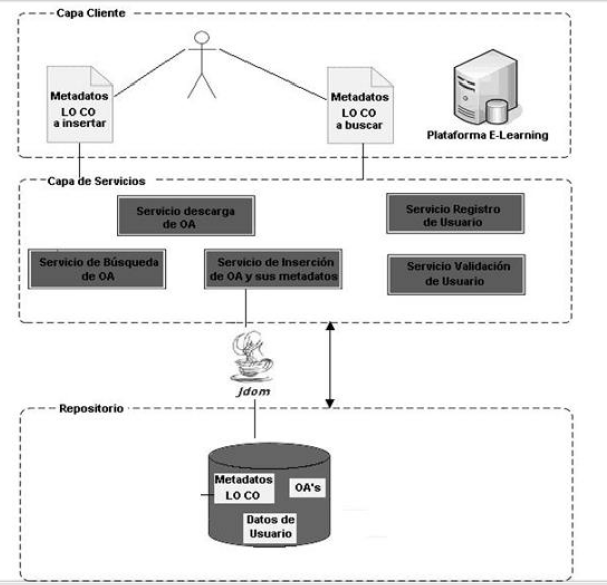 Capa Cliente
Metadatos
LO CO
a insertar
Metadatos
LO CO
a buscar
Plataforma E-Learning
Capa de Servicios
Servicio descarga
de OA
Servicio Registro
de Usuario
Servicio de Búsqueda
de OA
Servicio de Inserción
de OA y sus metadatos
Servicio Validación
de Usuario
Jdom
Repositorio
Metadatos
LO CO
OA's
Datos de
Usuario